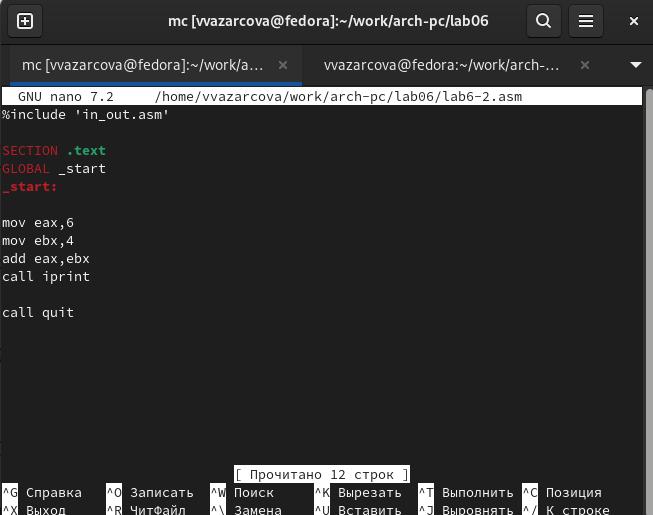 mc [vvazarcova@fedora]:~/work/arch-pc/lab06
mc [vvazarcova@fedora]:~/work/a... × vvazarcova@fedora:~/work/arch-... ×
GNU nano 7.2 /home/vvazarcova/work/arch-pc/lab06/lab6-2.asm
%include 'in_out.asm'
SECTION .text
GLOBAL _start
_start:
mov eax,6
mov ebx,4
add eax,ebx
call iprint
call quit
[ Прочитано 12 строк ]
^G Справка ^O Записать ^W Поиск ^K Вырезать ^T Выполнить ^C Позиция
^X Выход ^R ЧитФайл ^\ Замена ^U Вставить ^J Выровнять ^/ К строке